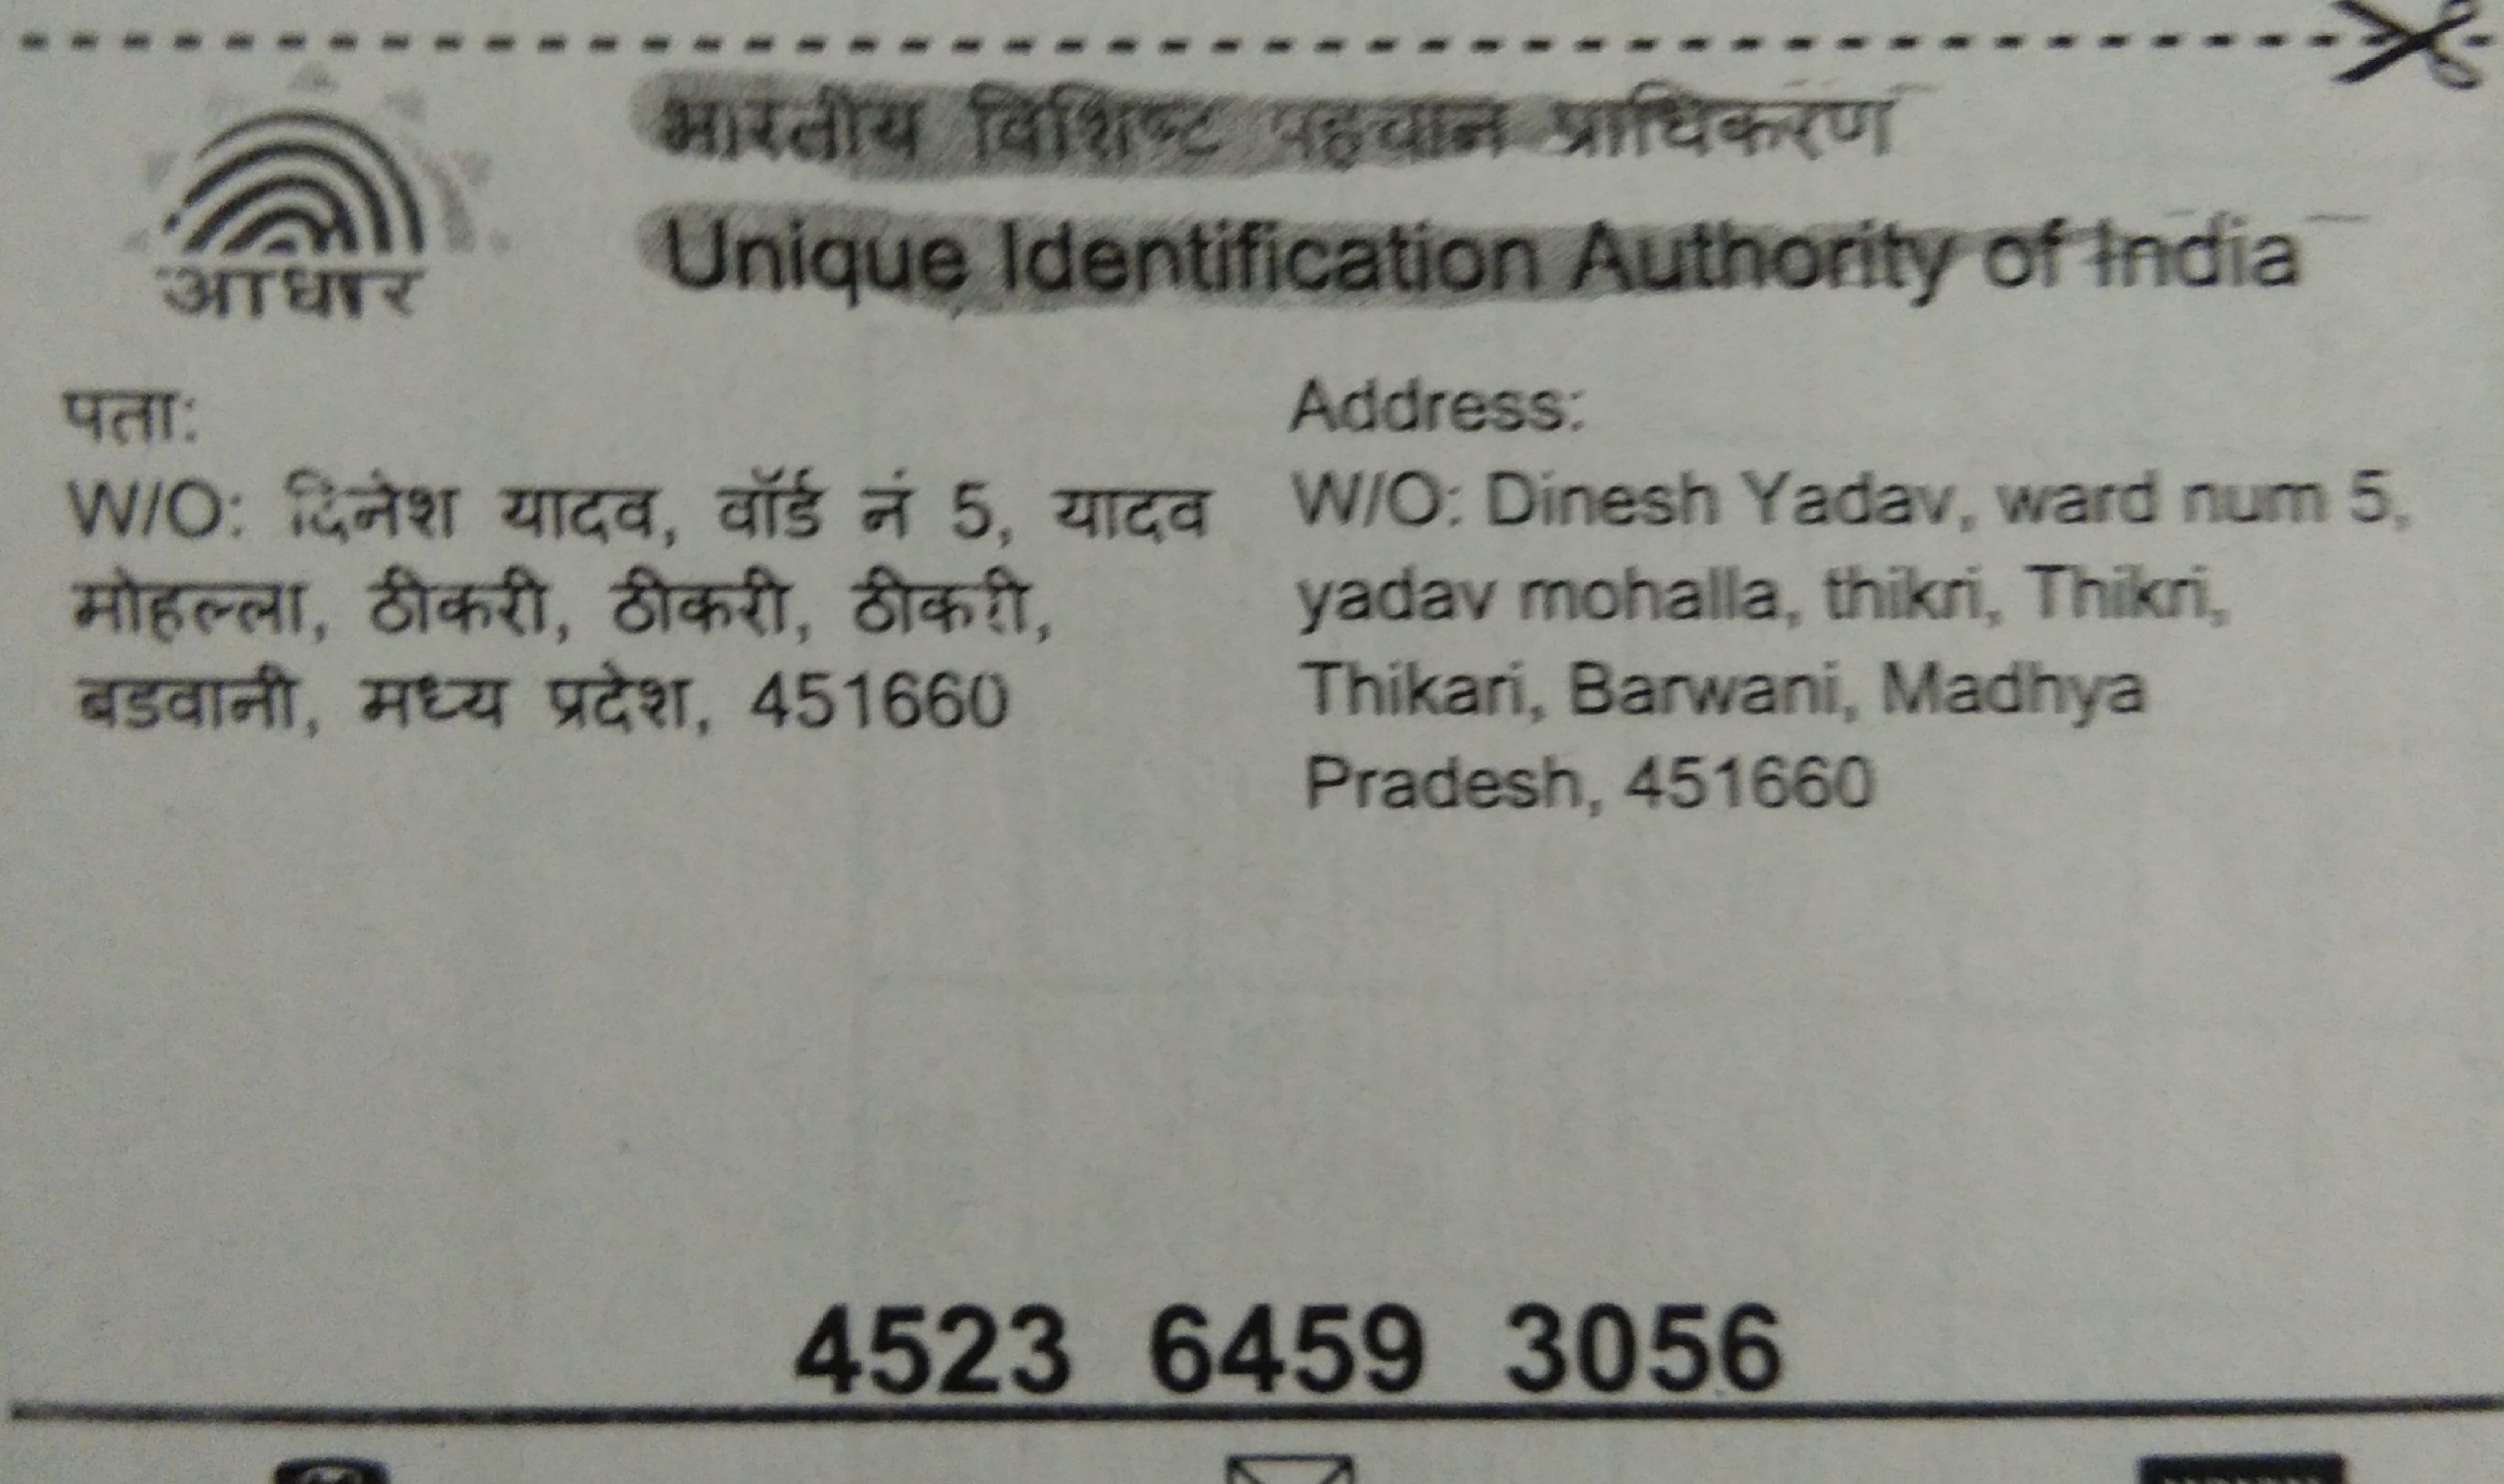 भारतीय विशिष्ट पहचान प्राधिकरण
Unique Identification Authority of India
आधार
पता:
W/O: दिनेश यादव, वॉर्ड नं 5, यादव
मोहल्ला, ठीकरी, ठीकरी, ठीकरी,
बडवानी, मध्य प्रदेश, 451660
Address:
W/O: Dinesh Yadav, ward num 5,
yadav mohalla, thikri, Thikri,
Thikari, Barwani, Madhya
Pradesh, 451660
4523 6459 3056